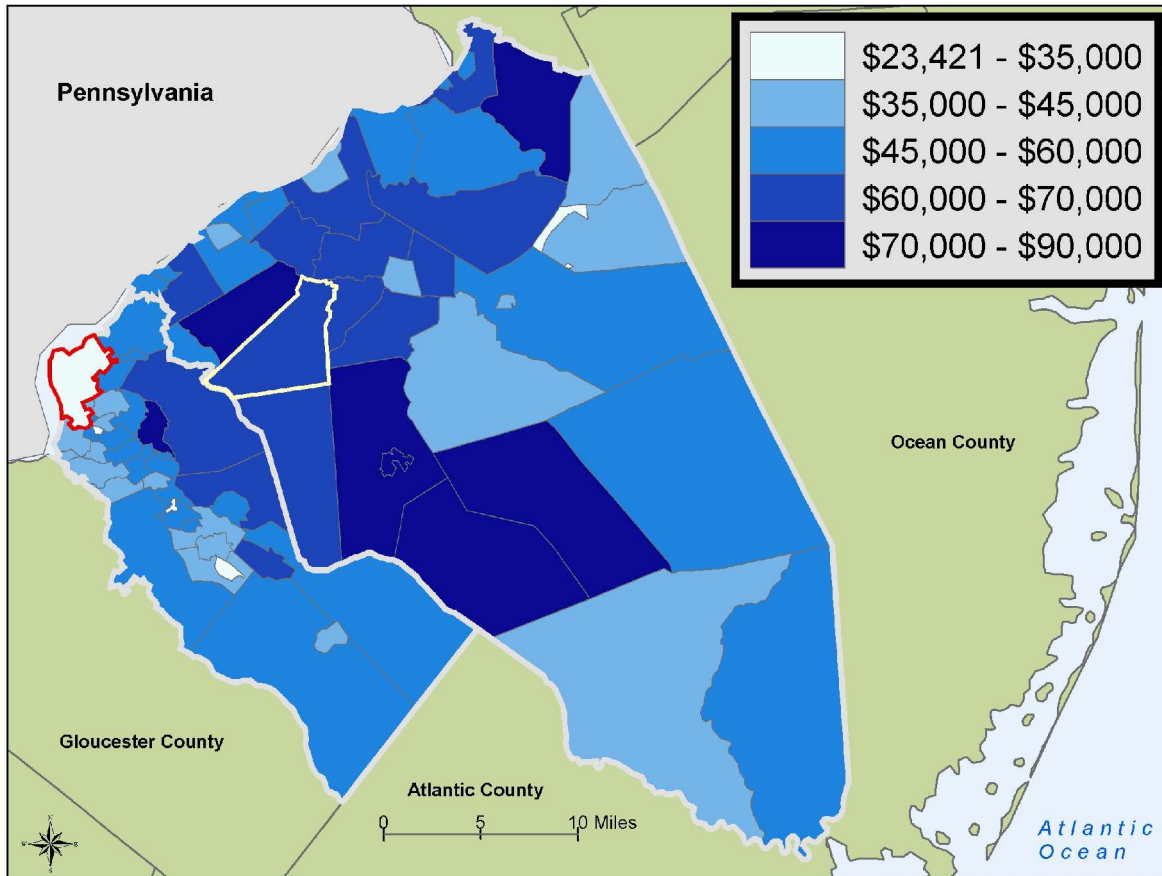 Pennsylvania
$23,421 - $35,000
$35,000 - $45,000
$45,000 - $60,000
$60,000 - $70,000
$70,000 - $90,000
Ocean County
Gloucester County
Atlantic County
0 5 10 Miles
Atlantic
Ocean
N
W E
S